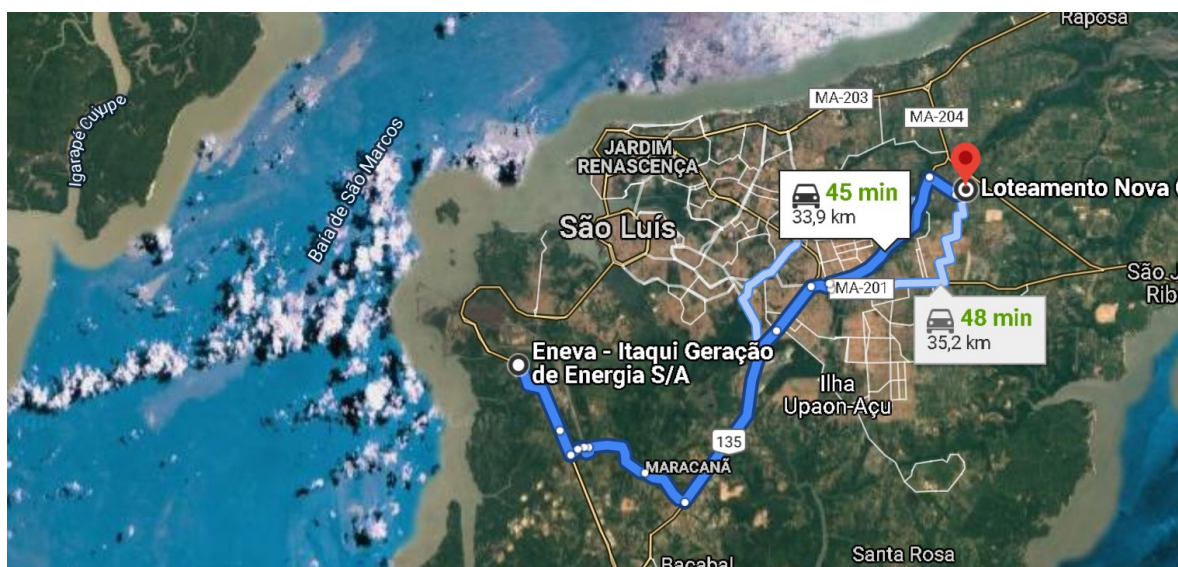 Raposa
Igarapé Cujupe
MA-203
MA-204
Baía de São Marcos
JARDIM
RENASCENÇA
45 min
33,9 km
Loteamento Nova
São Luís
MA-201
São J
Rib
48 min
35,2 km
Eneva - Itaqui Geração
de Energia S/A
Ilha
Upaon-Açu
135
MARACANÃ
Bacabal
Santa Rosa